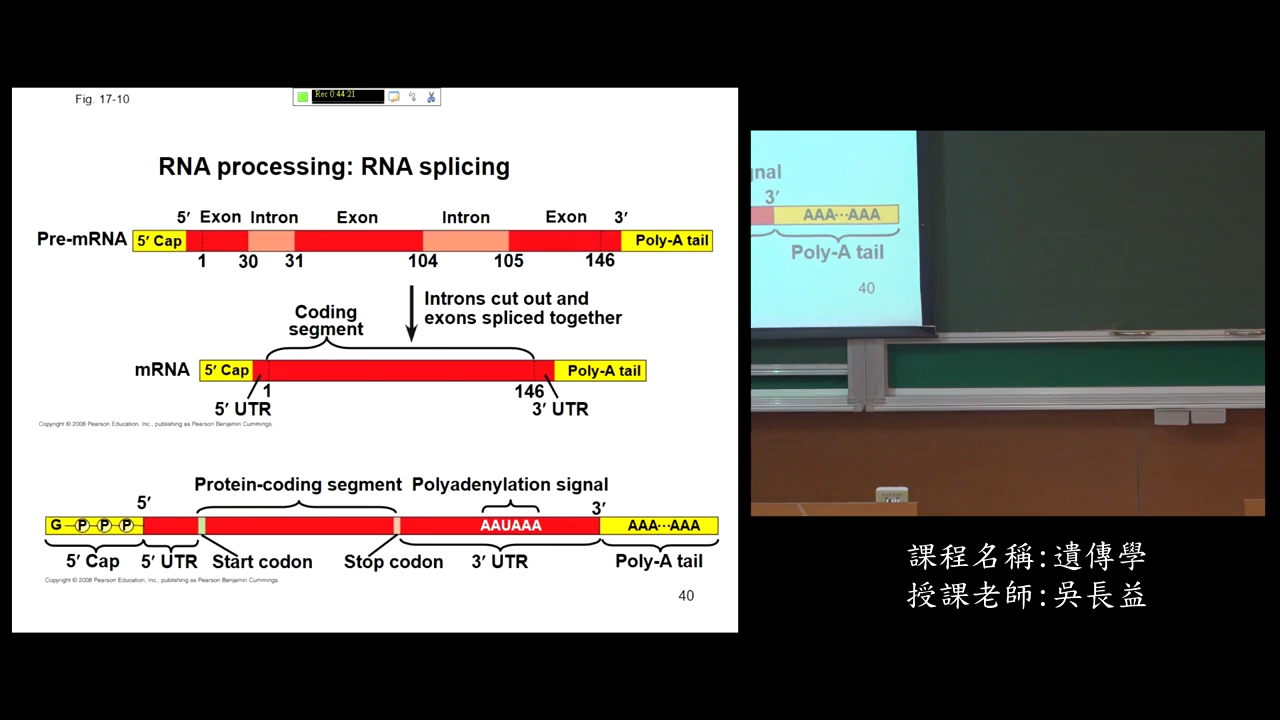 Fig. 17-10
Rec 0:44:21
RNA processing: RNA splicing
5′ Exon Intron Exon Intron Exon 3′
Pre-mRNA 5′ Cap Poly-A tail
1 30 31 104 105 146
Introns cut out and
exons spliced together
Coding
segment
mRNA 5′ Cap Poly-A tail
1 146
5′ UTR 3′ UTR
Copyright © 2008 Pearson Education, Inc., publishing as Pearson Benjamin Cummings.
Protein-coding segment Polyadenylation signal
5′ 3′
G P P P AAUAAA AAA···AAA
5′ Cap 5′ UTR Start codon Stop codon 3′ UTR Poly-A tail
Copyright © 2008 Pearson Education, Inc., publishing as Pearson Benjamin Cummings.
40
gnal
3′
AAA···AAA
Poly-A tail
40
課程名稱:遺傳學
授課老師:吳長益